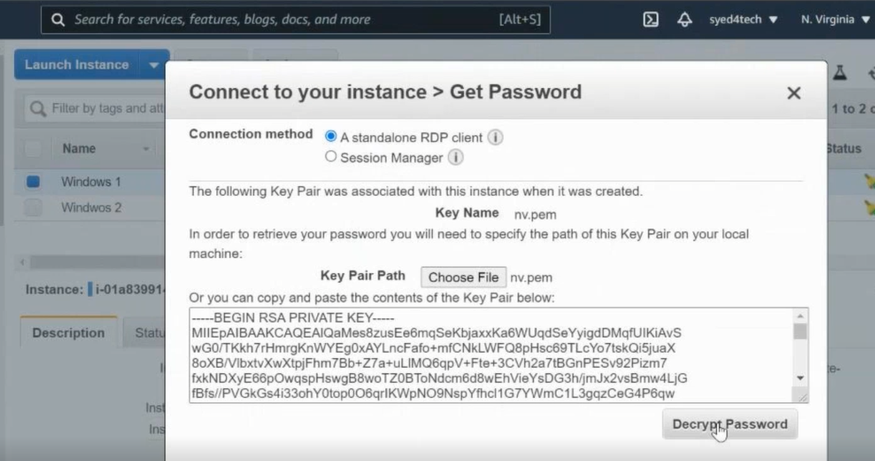 Search for services, features, blogs, docs, and more [Alt+S] syed4tech N. Virginia
Launch Instance
Connect to your instance > Get Password
Filter by tags and att
1 to 2 o
Connection method A standalone RDP client
Session Manager
Name Status
The following Key Pair was associated with this instance when it was created.
Windows 1
Key Name nv.pem
Windwos 2
In order to retrieve your password you will need to specify the path of this Key Pair on your local
machine:
Key Pair Path Choose File nv.pem
Instance: i-01a83991
Or you can copy and paste the contents of the Key Pair below:
-----BEGIN RSA PRIVATE KEY-----
Description Statu
Inst
Ins
Decrypt Password